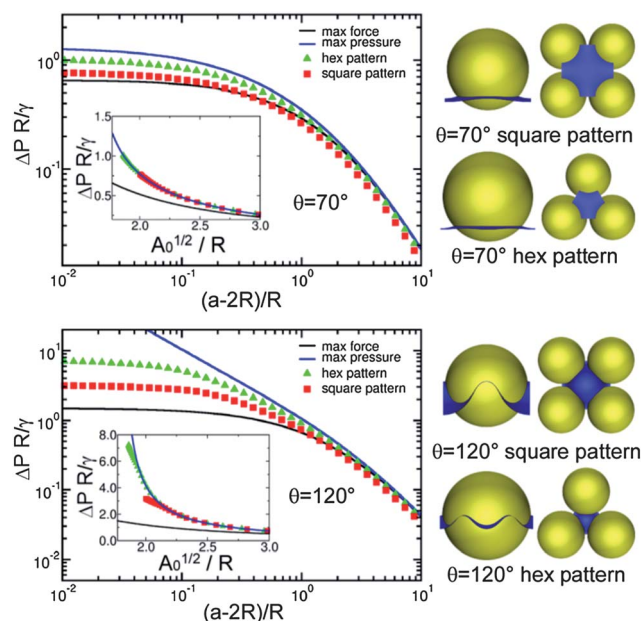 max force
max pressure
hex pattern
square pattern
ΔP R/γ
10⁰
10⁻¹
10⁻²
ΔP R/γ
1.5
1.0
0.5
2.0 2.5 3.0
A₀^1/2 / R
θ=70°
10⁻² 10⁻¹ 10⁰ 10¹
(a-2R)/R
θ=70° square pattern
θ=70° hex pattern
max force
max pressure
hex pattern
square pattern
ΔP R/γ
10¹
10⁰
10⁻¹
10⁻²
ΔP R/γ
8.0
6.0
4.0
2.0
0.0
2.0 2.5 3.0
A₀^1/2 / R
θ=120°
10⁻² 10⁻¹ 10⁰ 10¹
(a-2R)/R
θ=120° square pattern
θ=120° hex pattern